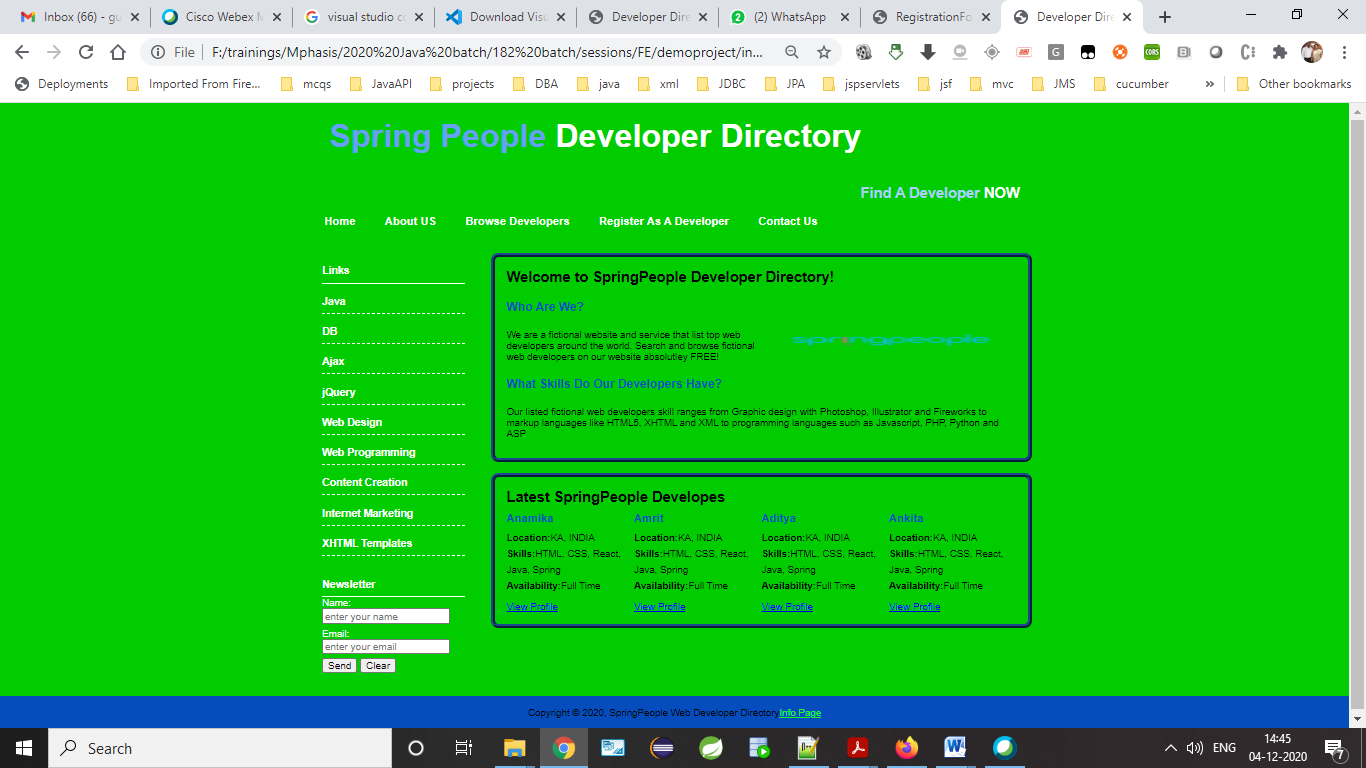 Inbox (66) - gu
Cisco Webex M
visual studio co
Download Visu
Developer Dire
(2) WhatsApp
RegistrationFo
Developer Dire
File
F:/trainings/Mphasis/2020%20Java%20batch/182%20batch/sessions/FE/demoproject/in...
Deployments
Imported From Fire...
mcqs
JavaAPI
projects
DBA
java
xml
JDBC
JPA
jspservlets
jsf
mvc
JMS
cucumber
»
Other bookmarks
Spring People Developer Directory
Find A Developer NOW
Home
About US
Browse Developers
Register As A Developer
Contact Us
Links
Java
DB
Ajax
jQuery
Web Design
Web Programming
Content Creation
Internet Marketing
XHTML Templates
Newsletter
Name:
enter your name
Email:
enter your email
Send
Clear
Welcome to SpringPeople Developer Directory!
Who Are We?
We are a fictional website and service that list top web
developers around the world. Search and browse fictional
web developers on our website absolutley FREE!
springpeople
What Skills Do Our Developers Have?
Our listed fictional web developers skill ranges from Graphic design with Photoshop, Illustrator and Fireworks to
markup languages like HTML5, XHTML and XML to programming languages such as Javascript, PHP, Python and
ASP
Latest SpringPeople Developes
Anamika
Location:KA, INDIA
Skills:HTML, CSS, React,
Java, Spring
Availability:Full Time
View Profile
Amrit
Location:KA, INDIA
Skills:HTML, CSS, React,
Java, Spring
Availability:Full Time
View Profile
Aditya
Location:KA, INDIA
Skills:HTML, CSS, React,
Java, Spring
Availability:Full Time
View Profile
Ankita
Location:KA, INDIA
Skills:HTML, CSS, React,
Java, Spring
Availability:Full Time
View Profile
Copyright © 2020, SpringPeople Web Developer DirectoryInfo Page
Search
ENG
14:45
04-12-2020
7